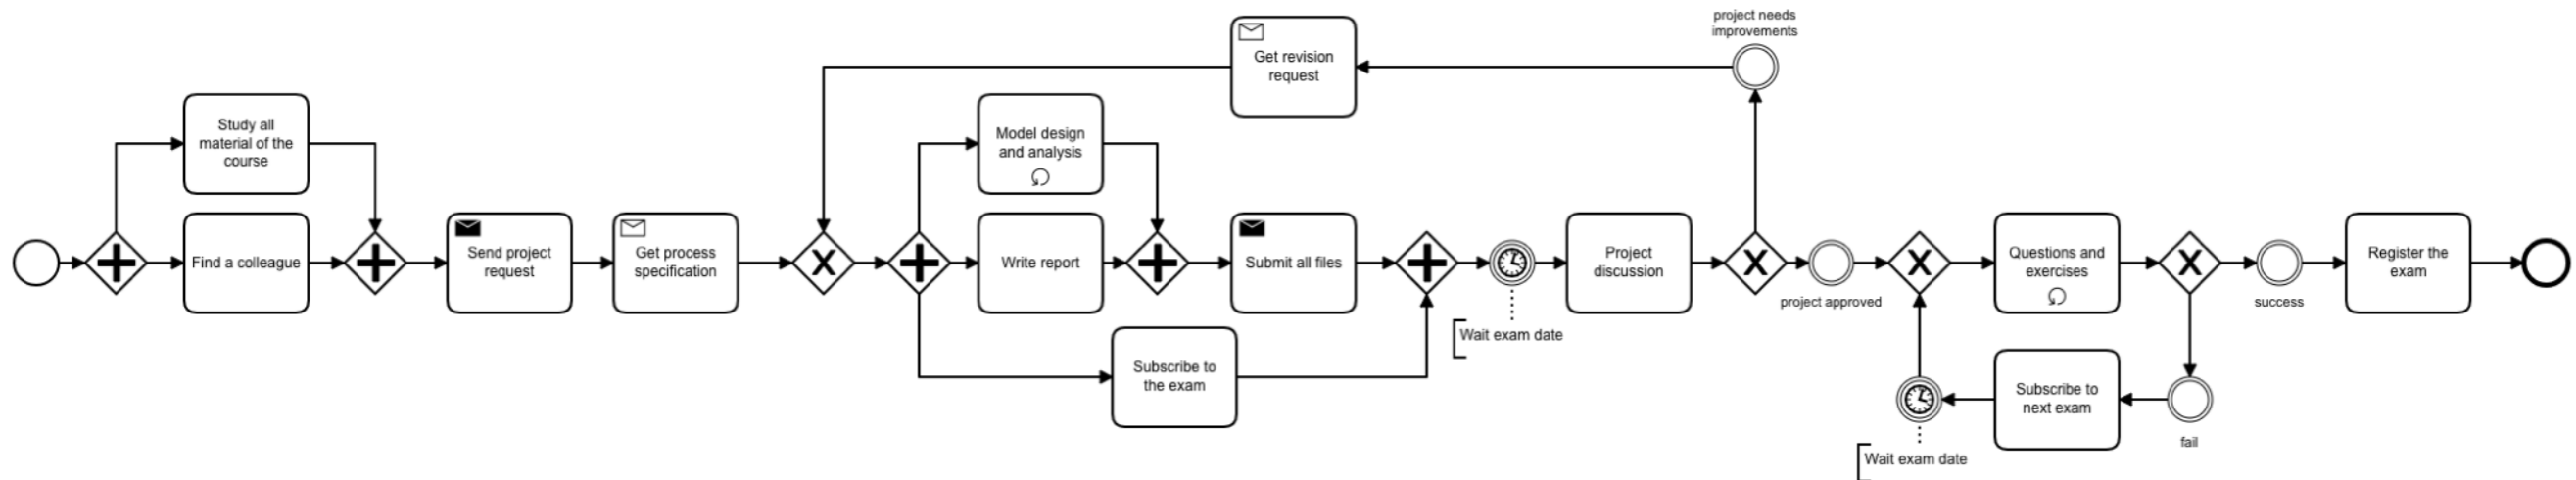 project needs
improvements
Get revision
request
Study all
material of the
course
Model design
and analysis
Find a colleague
Send project
request
Get process
specification
Write report
Submit all files
Project
discussion
project approved
Questions and
exercises
success
Register the
exam
Wait exam date
Subscribe to
the exam
Subscribe to
next exam
fail
Wait exam date